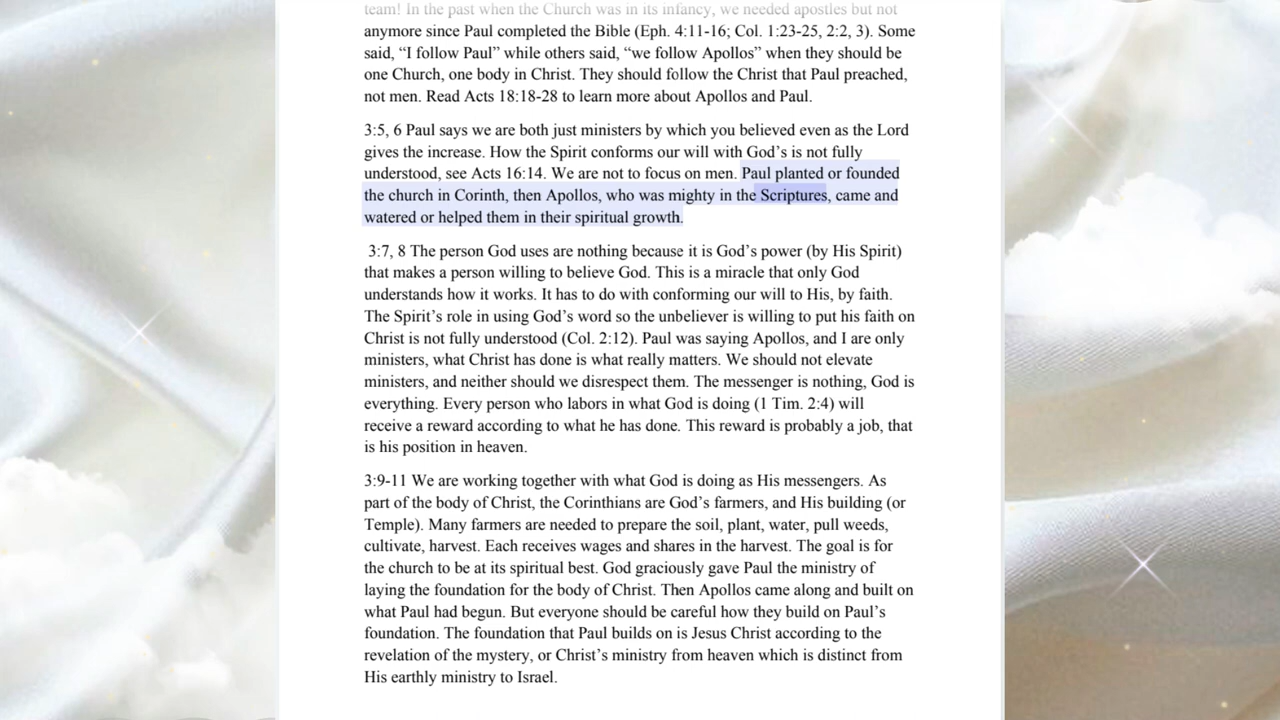 team! In the past when the Church was in its infancy, we needed apostles but not
anymore since Paul completed the Bible (Eph. 4:11-16; Col. 1:23-25, 2:2, 3). Some
said, “I follow Paul” while others said, “we follow Apollos” when they should be
one Church, one body in Christ. They should follow the Christ that Paul preached,
not men. Read Acts 18:18-28 to learn more about Apollos and Paul.
3:5, 6 Paul says we are both just ministers by which you believed even as the Lord
gives the increase. How the Spirit conforms our will with God’s is not fully
understood, see Acts 16:14. We are not to focus on men. Paul planted or founded
the church in Corinth, then Apollos, who was mighty in the Scriptures, came and
watered or helped them in their spiritual growth.
3:7, 8 The person God uses are nothing because it is God’s power (by His Spirit)
that makes a person willing to believe God. This is a miracle that only God
understands how it works. It has to do with conforming our will to His, by faith.
The Spirit’s role in using God’s word so the unbeliever is willing to put his faith on
Christ is not fully understood (Col. 2:12). Paul was saying Apollos, and I are only
ministers, what Christ has done is what really matters. We should not elevate
ministers, and neither should we disrespect them. The messenger is nothing, God is
everything. Every person who labors in what God is doing (1 Tim. 2:4) will
receive a reward according to what he has done. This reward is probably a job, that
is his position in heaven.
3:9-11 We are working together with what God is doing as His messengers. As
part of the body of Christ, the Corinthians are God’s farmers, and His building (or
Temple). Many farmers are needed to prepare the soil, plant, water, pull weeds,
cultivate, harvest. Each receives wages and shares in the harvest. The goal is for
the church to be at its spiritual best. God graciously gave Paul the ministry of
laying the foundation for the body of Christ. Then Apollos came along and built on
what Paul had begun. But everyone should be careful how they build on Paul’s
foundation. The foundation that Paul builds on is Jesus Christ according to the
revelation of the mystery, or Christ’s ministry from heaven which is distinct from
His earthly ministry to Israel.